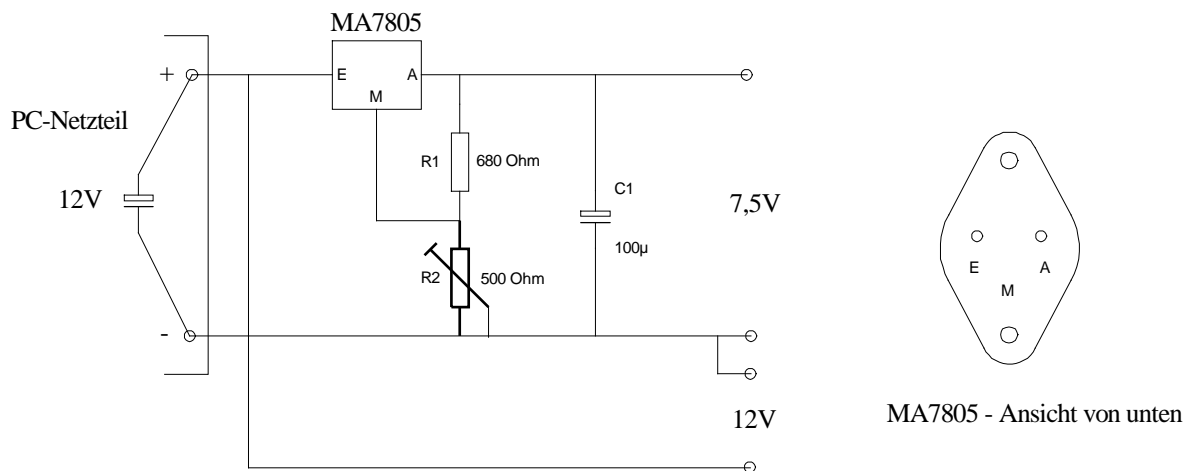 MA7805
+
E
A
M
PC-Netzteil
R1
680 Ohm
12V
C1
7,5V
100µ
R2
500 Ohm
-
12V
E
A
M
MA7805 - Ansicht von unten